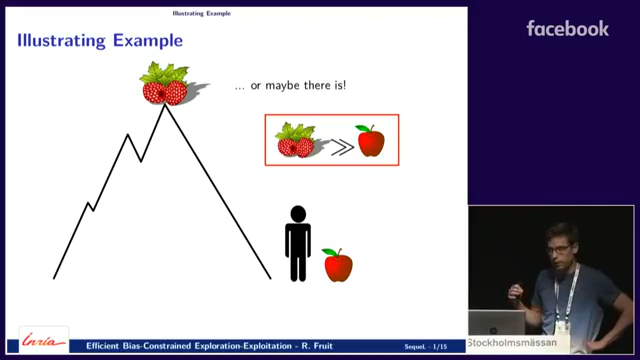 Illustrating Example
facebook
Illustrating Example
... or maybe there is!
Inria
Efficient Bias-Constrained Exploration-Exploitation - R. Fruit
SequeL - 1/15
Stockholmsmässan